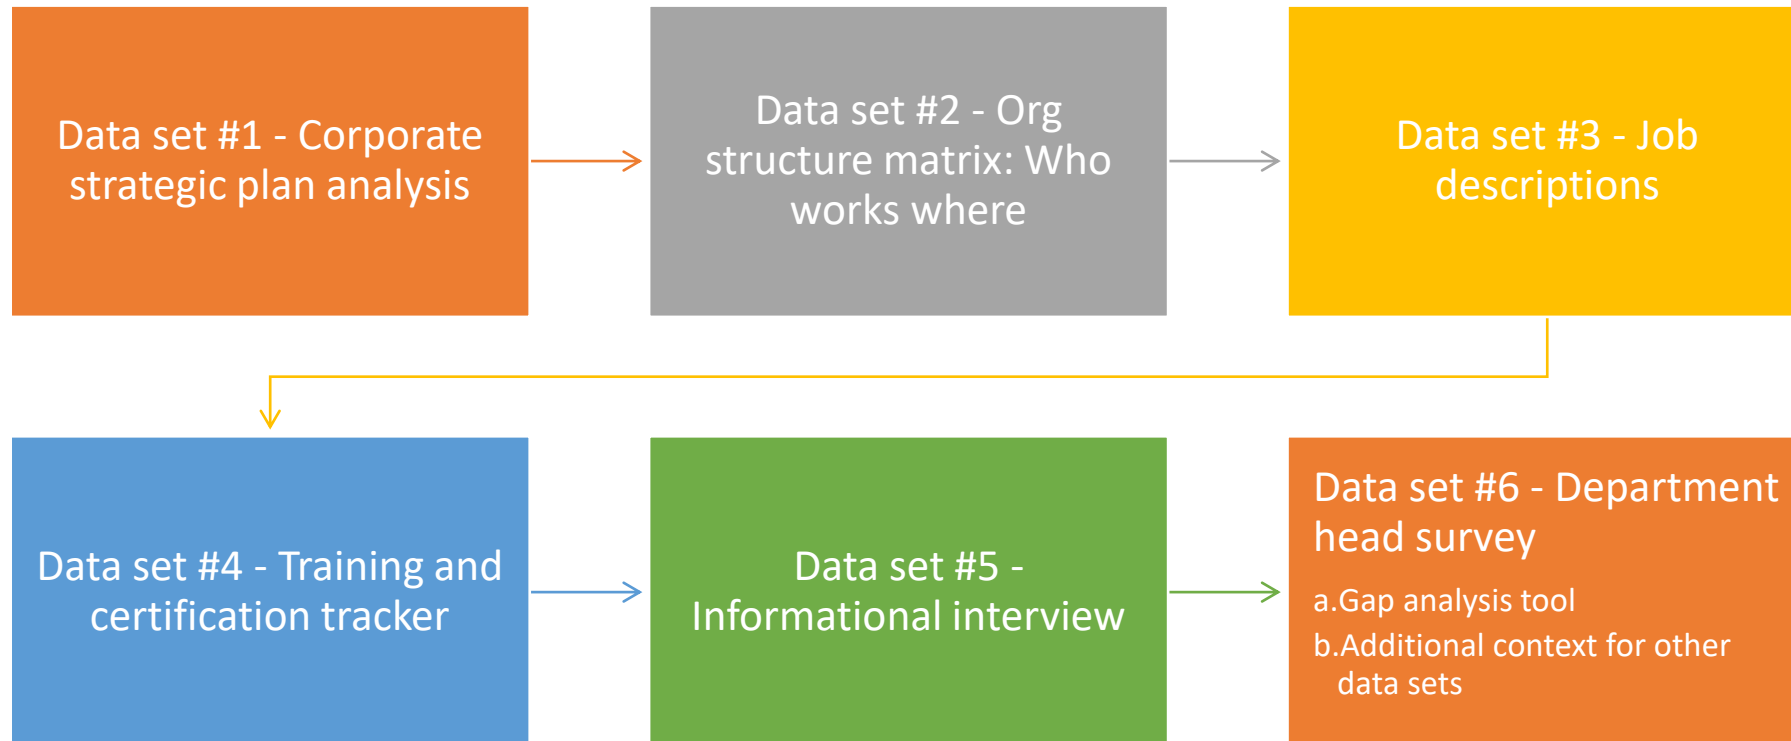 Data set #1 - Corporate
strategic plan analysis
Data set #2 - Org
structure matrix: Who
works where
Data set #3 - Job
descriptions
Data set #4 - Training and
certification tracker
Data set #5 -
Informational interview
Data set #6 - Department
head survey
a.Gap analysis tool
b.Additional context for other
data sets